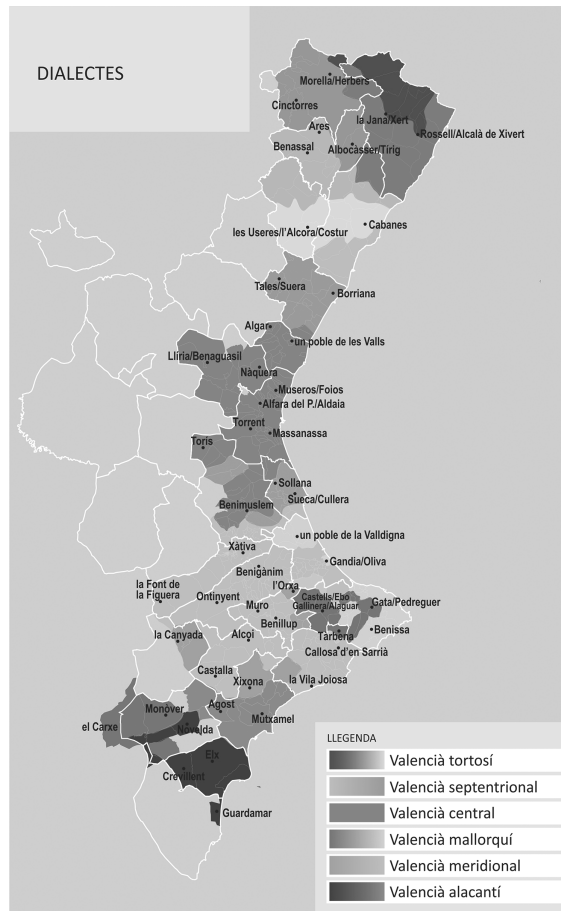 DIALECTES
Morella/Herbers
Cinctorres
la Jana/Xert
Ares
Rossell/Alcalà de Xivert
Benassal
Albocàsser/Tírig
Cabanes
les Useres/l'Alcora/Costur
Tales/Suera
Borriana
Algar
un poble de les Valls
Llíria/Benaguasil
Nàquera
Museros/Foios
Alfara del P./Aldaia
Torrent
Massanassa
Torís
Sollana
Sueca/Cullera
Benimuslem
un poble de la Valldigna
Xàtiva
Gandia/Oliva
Benigànim
la Font de
la Figuera
l'Orxa
Castells/Ebo
Gallinera/Alaguar
Ontinyent
Gata/Pedreguer
Muro
Benillup
Benissa
Tàrbena
la Canyada
Alcoi
Callosa d'en Sarrià
Castalla
Xixona
la Vila Joiosa
Monover
Agost
Mutxamel
el Carxe
Novelda
Elx
Crevillent
Guardamar
LLEGENDA
Valencià tortosí
Valencià septentrional
Valencià central
Valencià mallorquí
Valencià meridional
Valencià alacantí